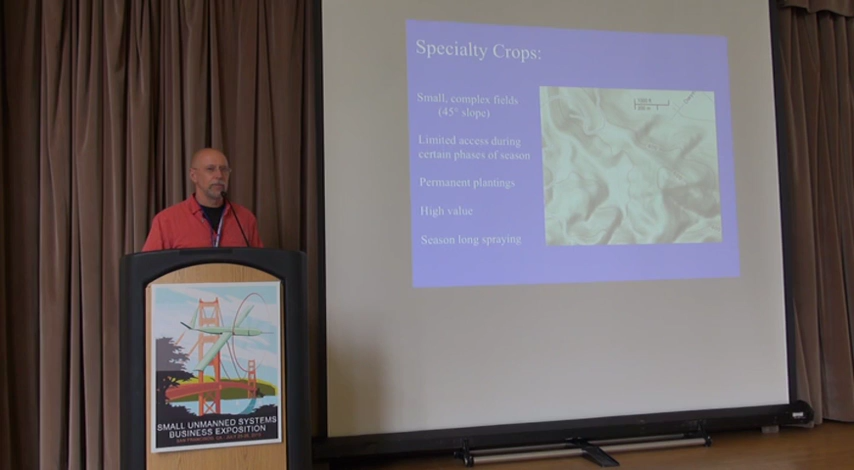 Specialty Crops:
Small, complex fields
(45° slope)
Limited access during
certain phases of season
Permanent plantings
High value
Season long spraying
SMALL UNMANNED SYSTEMS
BUSINESS EXPOSITION